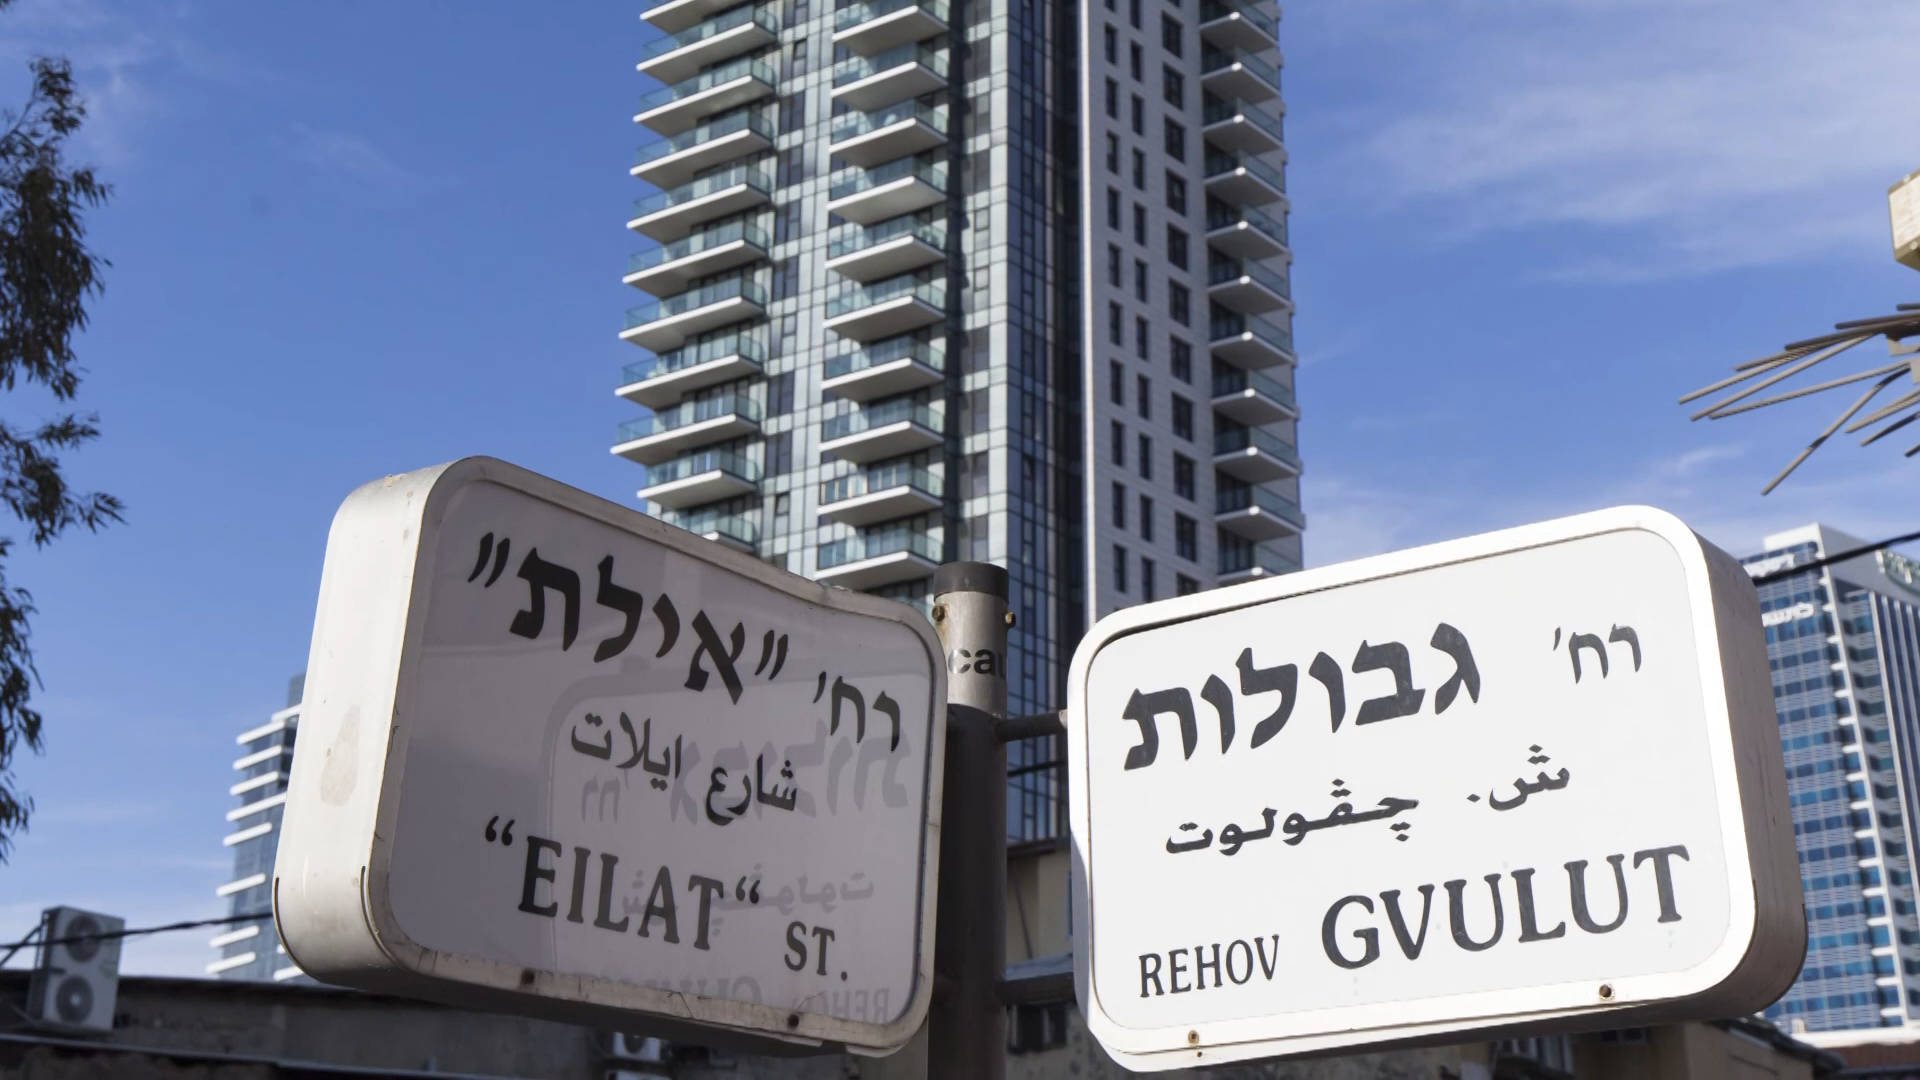 רח' "אילת"
شارع ايلات
“EILAT“ ST.
רח' גבולות
ش. چڤولوت
REHOV GVULUT